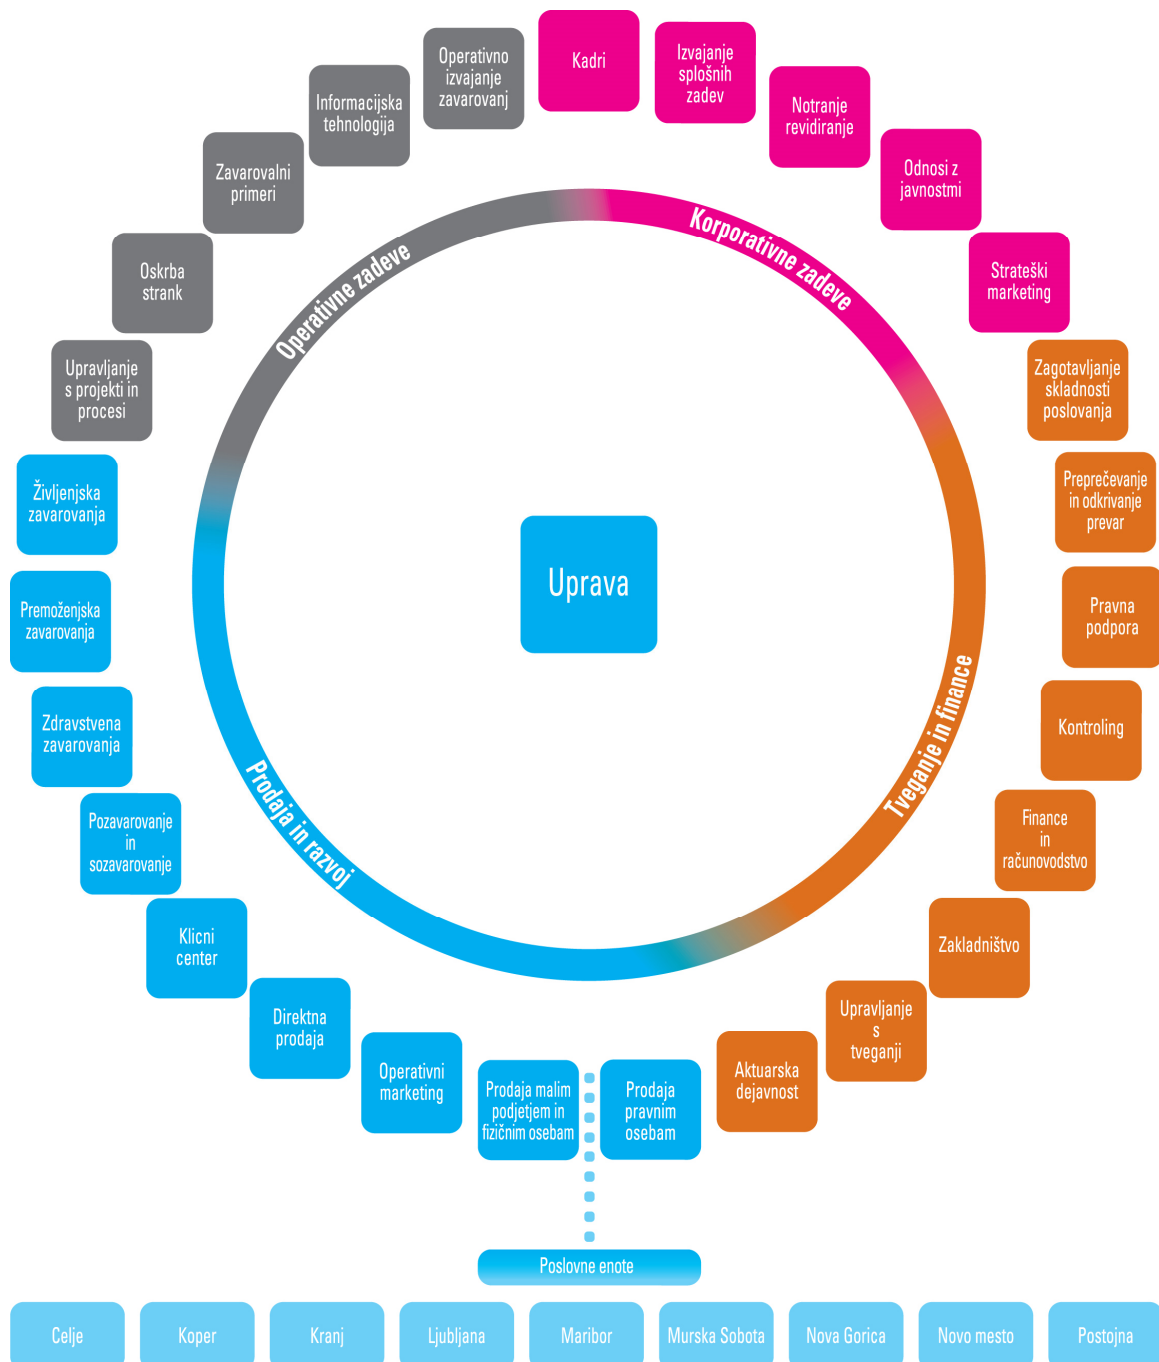 Kadri
Izvajanje
splošnih
zadev
Notranje
revidiranje
Odnosi z
javnostmi
Strateški
marketing
Zagotavljanje
skladnosti
poslovanja
Preprečevanje
in odkrivanje
prevar
Pravna
podpora
Kontroling
Finance
in
računovodstvo
Zakladništvo
Upravljanje
s
tveganji
Aktuarska
dejavnost
Prodaja
pravnim
osebam
Prodaja malim
podjetjem in
fizičnim osebam
Operativni
marketing
Direktna
prodaja
Klicni
center
Pozavarovanje
in
sozavarovanje
Zdravstvena
zavarovanja
Premoženjska
zavarovanja
Življenjska
zavarovanja
Upravljanje
s projekti in
procesi
Oskrba
strank
Zavarovalni
primeri
Informacijska
tehnologija
Operativno
izvajanje
zavarovanj
Korporativne zadeve
Tveganje in finance
Prodaja in razvoj
Operativne zadeve
Uprava
Poslovne enote
Celje
Koper
Kranj
Ljubljana
Maribor
Murska Sobota
Nova Gorica
Novo mesto
Postojna